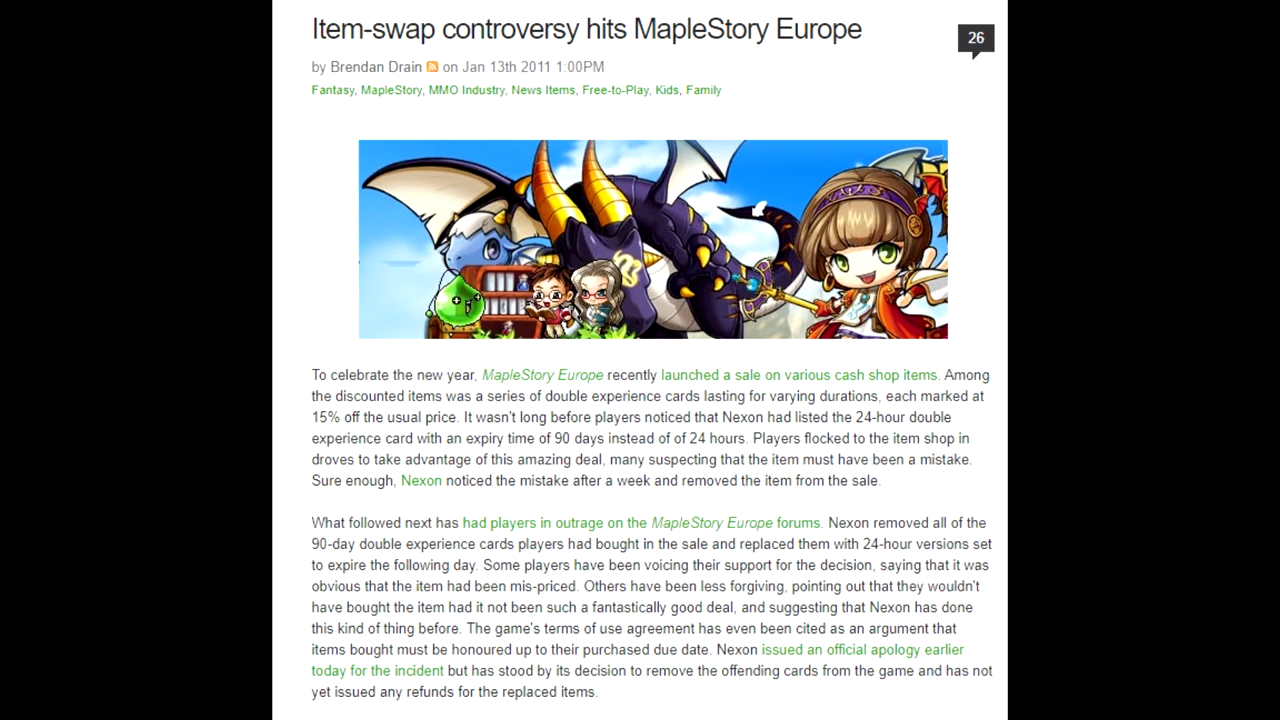 Item-swap controversy hits MapleStory Europe
26
by Brendan Drain on Jan 13th 2011 1:00PM
Fantasy, MapleStory, MMO Industry, News Items, Free-to-Play, Kids, Family
To celebrate the new year, MapleStory Europe recently launched a sale on various cash shop items. Among
the discounted items was a series of double experience cards lasting for varying durations, each marked at
15% off the usual price. It wasn't long before players noticed that Nexon had listed the 24-hour double
experience card with an expiry time of 90 days instead of of 24 hours. Players flocked to the item shop in
droves to take advantage of this amazing deal, many suspecting that the item must have been a mistake.
Sure enough, Nexon noticed the mistake after a week and removed the item from the sale.
What followed next has had players in outrage on the MapleStory Europe forums. Nexon removed all of the
90-day double experience cards players had bought in the sale and replaced them with 24-hour versions set
to expire the following day. Some players have been voicing their support for the decision, saying that it was
obvious that the item had been mis-priced. Others have been less forgiving, pointing out that they wouldn't
have bought the item had it not been such a fantastically good deal, and suggesting that Nexon has done
this kind of thing before. The game's terms of use agreement has even been cited as an argument that
items bought must be honoured up to their purchased due date. Nexon issued an official apology earlier
today for the incident but has stood by its decision to remove the offending cards from the game and has not
yet issued any refunds for the replaced items.